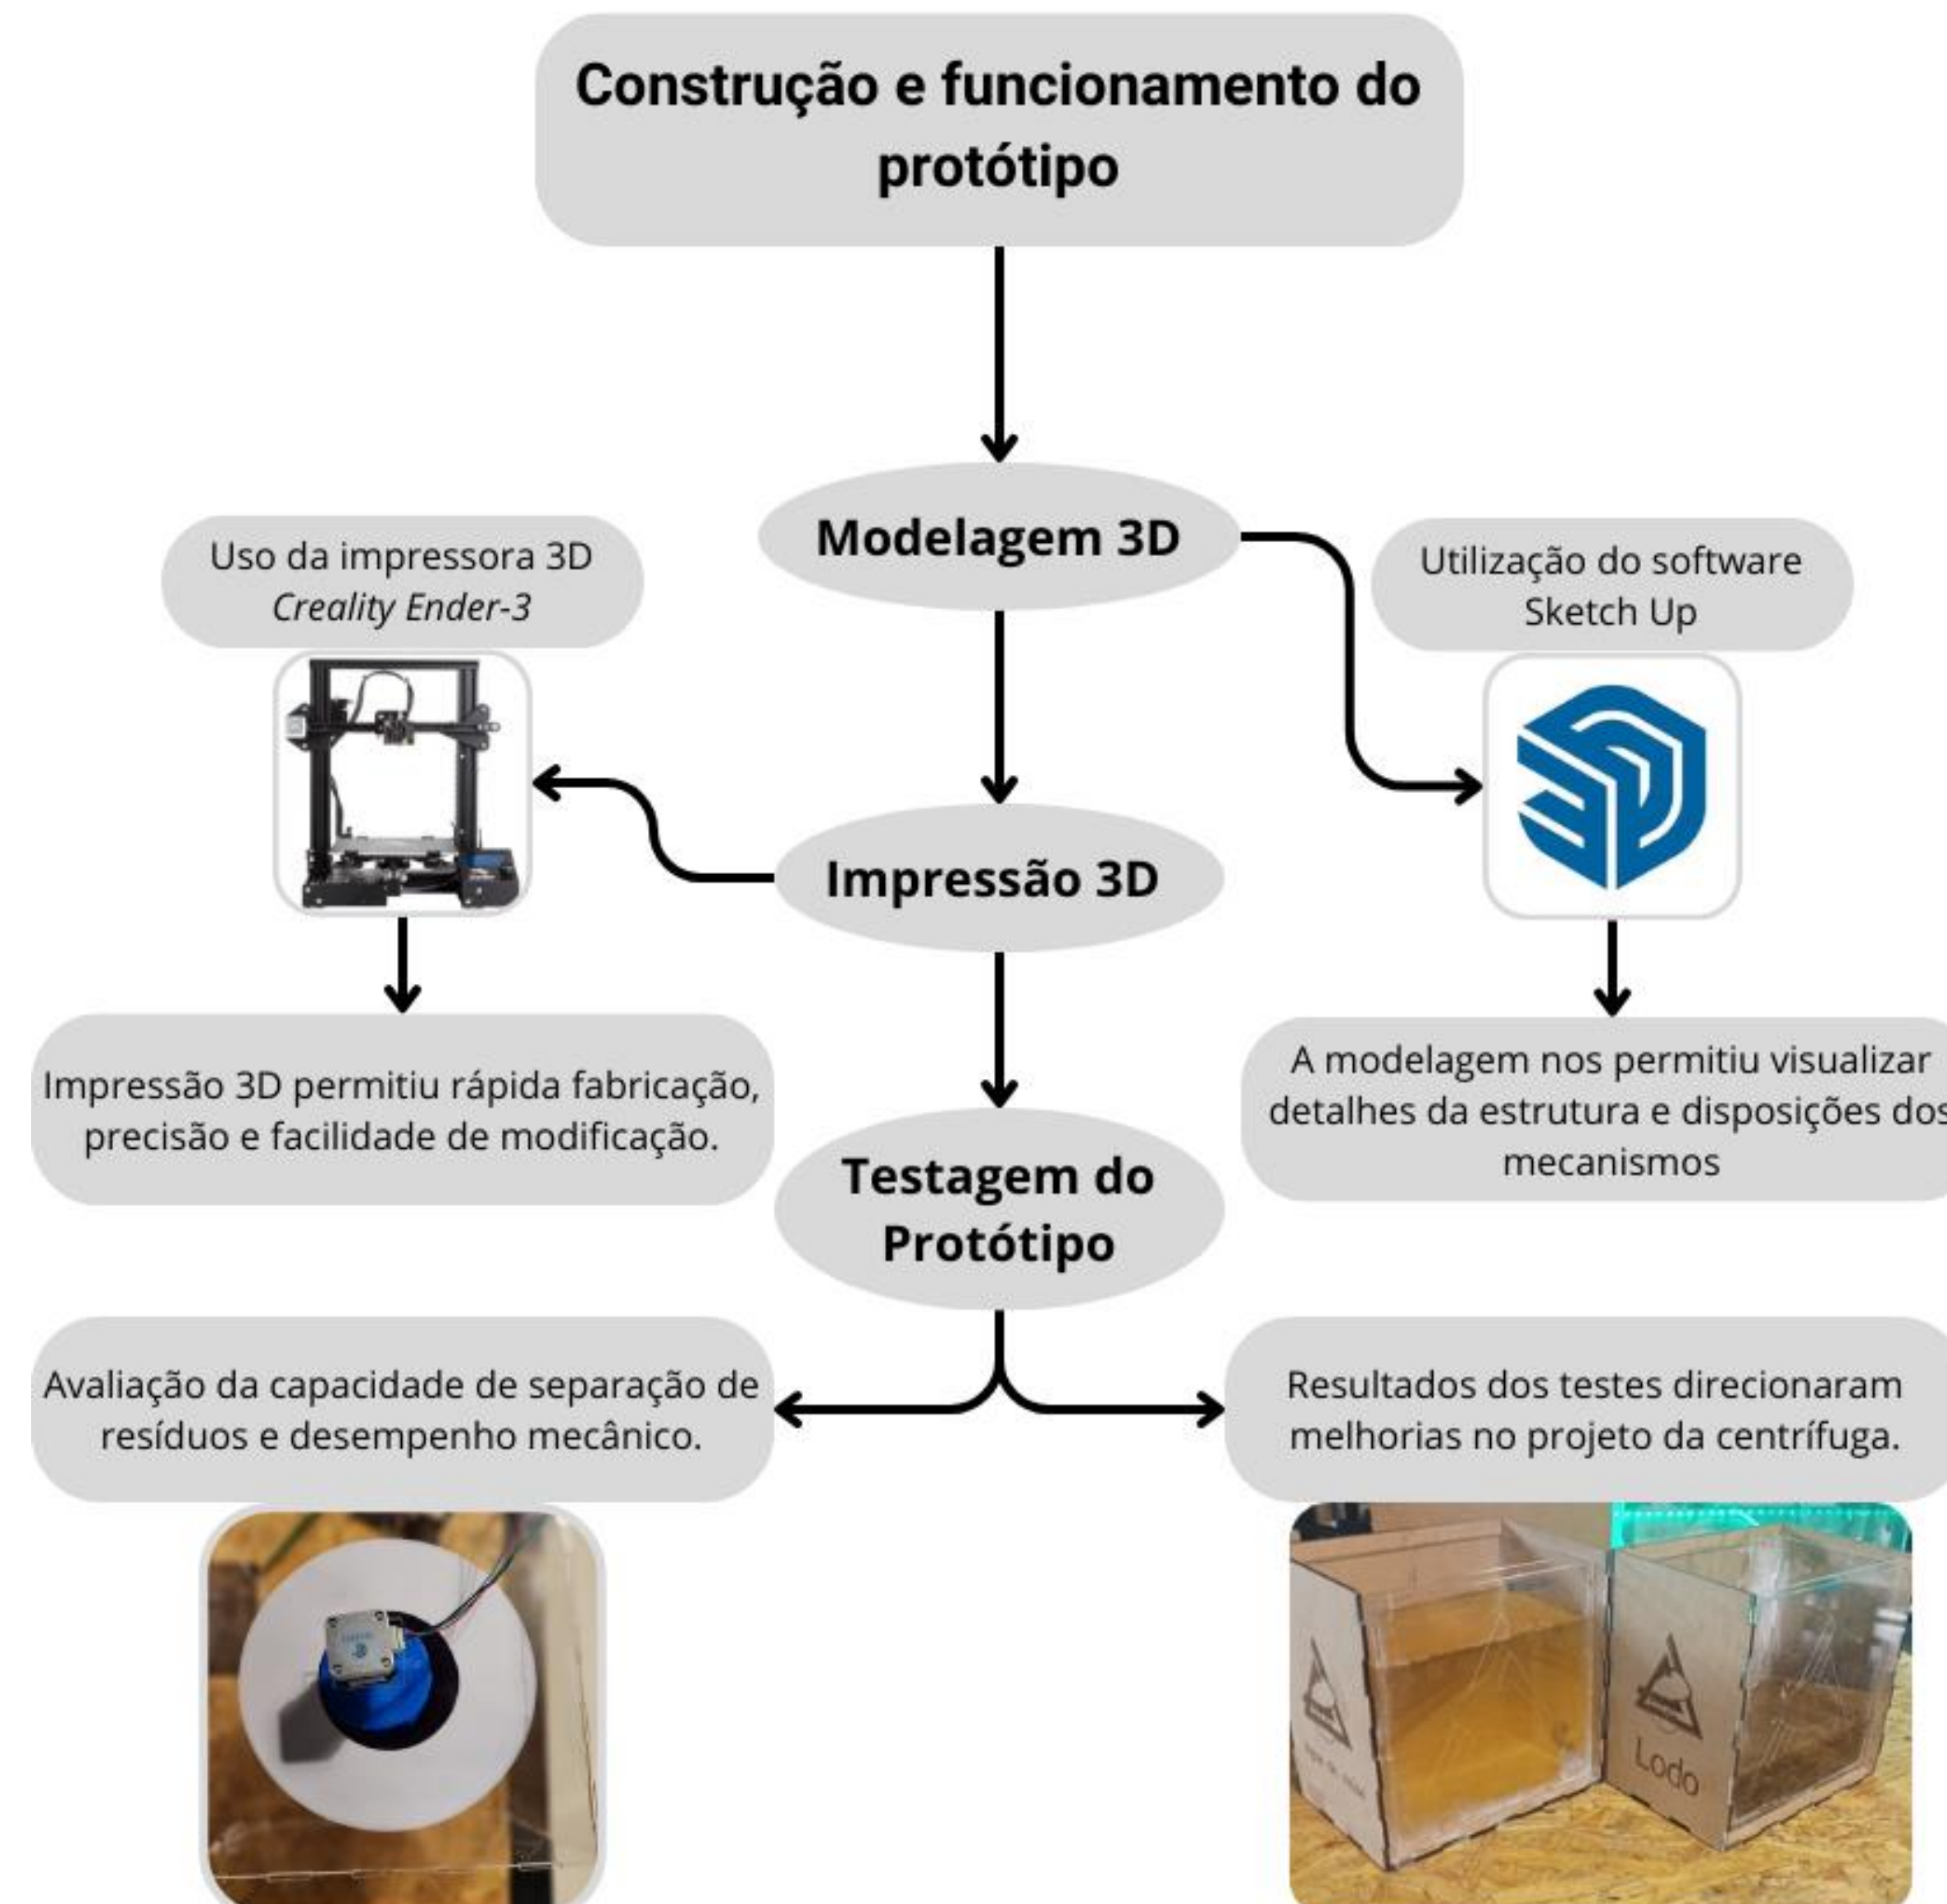 Construção e funcionamento do
protótipo
Modelagem 3D
Uso da impressora 3D
Creality Ender-3
Utilização do software
Sketch Up
Impressão 3D
Impressão 3D permitiu rápida fabricação,
precisão e facilidade de modificação.
A modelagem nos permitiu visualizar
detalhes da estrutura e disposições dos
mecanismos
Testagem do
Protótipo
Avaliação da capacidade de separação de
resíduos e desempenho mecânico.
Resultados dos testes direcionaram
melhorias no projeto da centrífuga.
Lodo